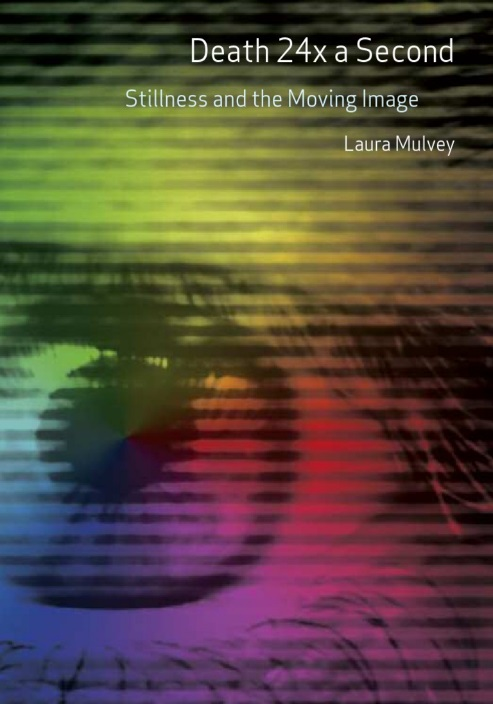 Death 24x a Second
Stillness and the Moving Image
Laura Mulvey